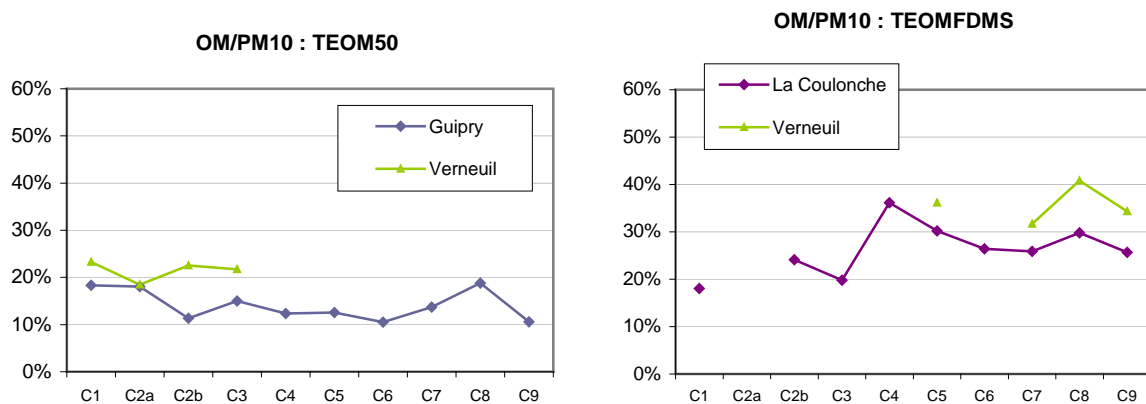 OM/PM10 : TEOM50
60%
50%
40%
30%
20%
10%
0%
Guipry
Verneuil
C1 C2a C2b C3 C4 C5 C6 C7 C8 C9
OM/PM10 : TEOMFDMS
60%
50%
40%
30%
20%
10%
0%
La Coulonche
Verneuil
C1 C2a C2b C3 C4 C5 C6 C7 C8 C9